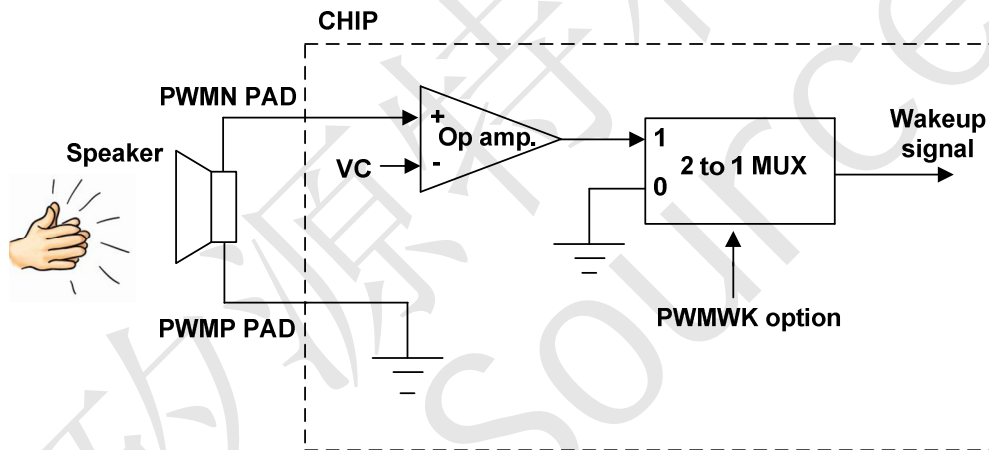 CHIP
PWMN PAD
Speaker
+
Op amp.
VC
-
1
2 to 1 MUX
0
Wakeup
signal
PWMP PAD
PWMWK option
Source